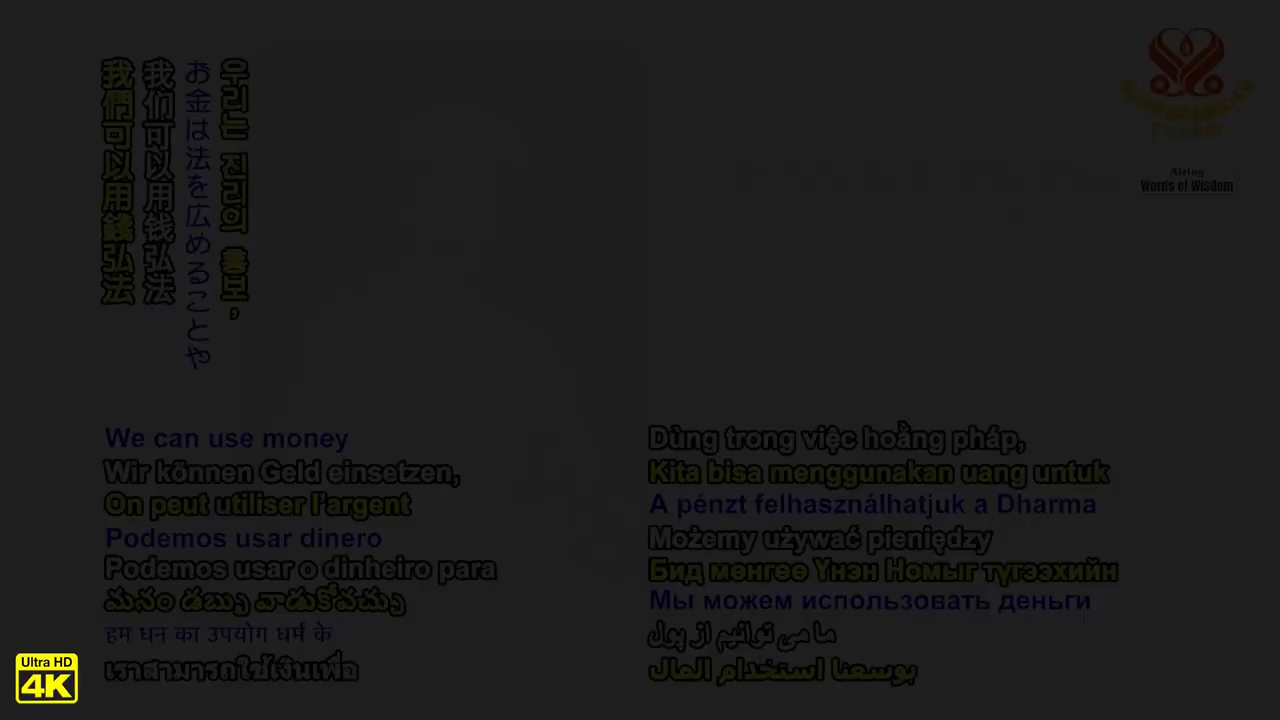 我們可以用錢弘法
我们可以用钱弘法
お金は法を広めることや
우리는 진리의 홍보,
Airing
Words of Wisdom
We can use money
Wir können Geld einsetzen,
On peut utiliser l'argent
Podemos usar dinero
Podemos usar o dinheiro para
మనం డబ్బు వాడుకోవచ్చు
हम धन का उपयोग धर्म के
เราสามารถใช้เงินเพื่อ
Dùng trong việc hoằng pháp,
Kita bisa menggunakan uang untuk
A pénzt felhasználhatjuk a Dharma
Możemy używać pieniędzy
Бид мөнгөө Үнэн Номыг түгээхийн
Мы можем использовать деньги
ما می توانیم از پول
بوسعنا استخدام المال
Ultra HD
4K